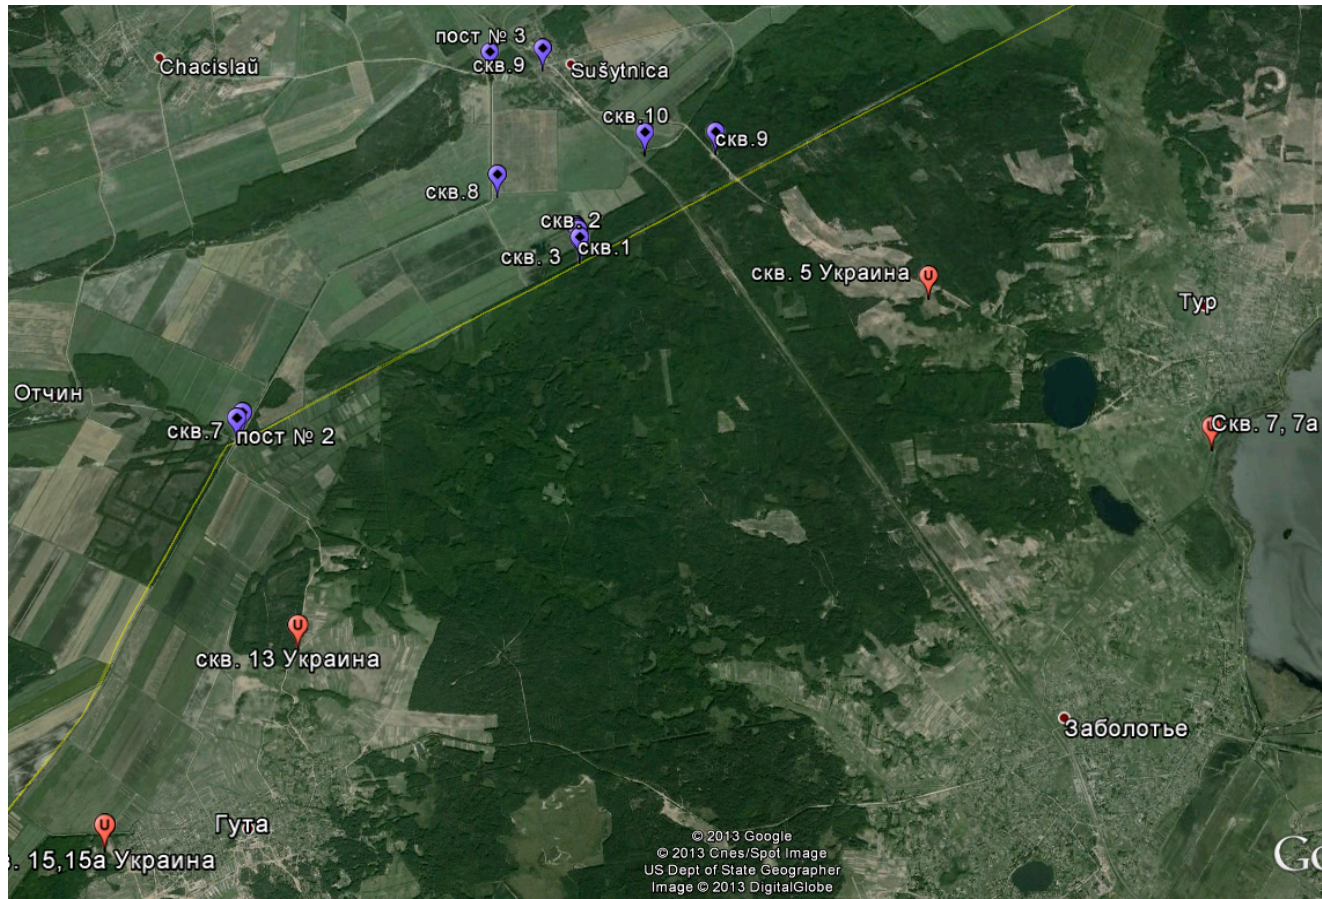 пост № 3
скв.9
Chacislaŭ
Sušytnica
скв.10
скв.9
скв.8
скв. 2
скв.1
скв. 3
скв. 5 Украина
Тур
Отчин
Скв. 7, 7а
скв.7
пост № 2
скв. 13 Украина
Заболотье
Гута
в. 15,15а Украина
© 2013 Google
© 2013 Cnes/Spot Image
US Dept of State Geographer
Image © 2013 DigitalGlobe
Go
U
U
U
U